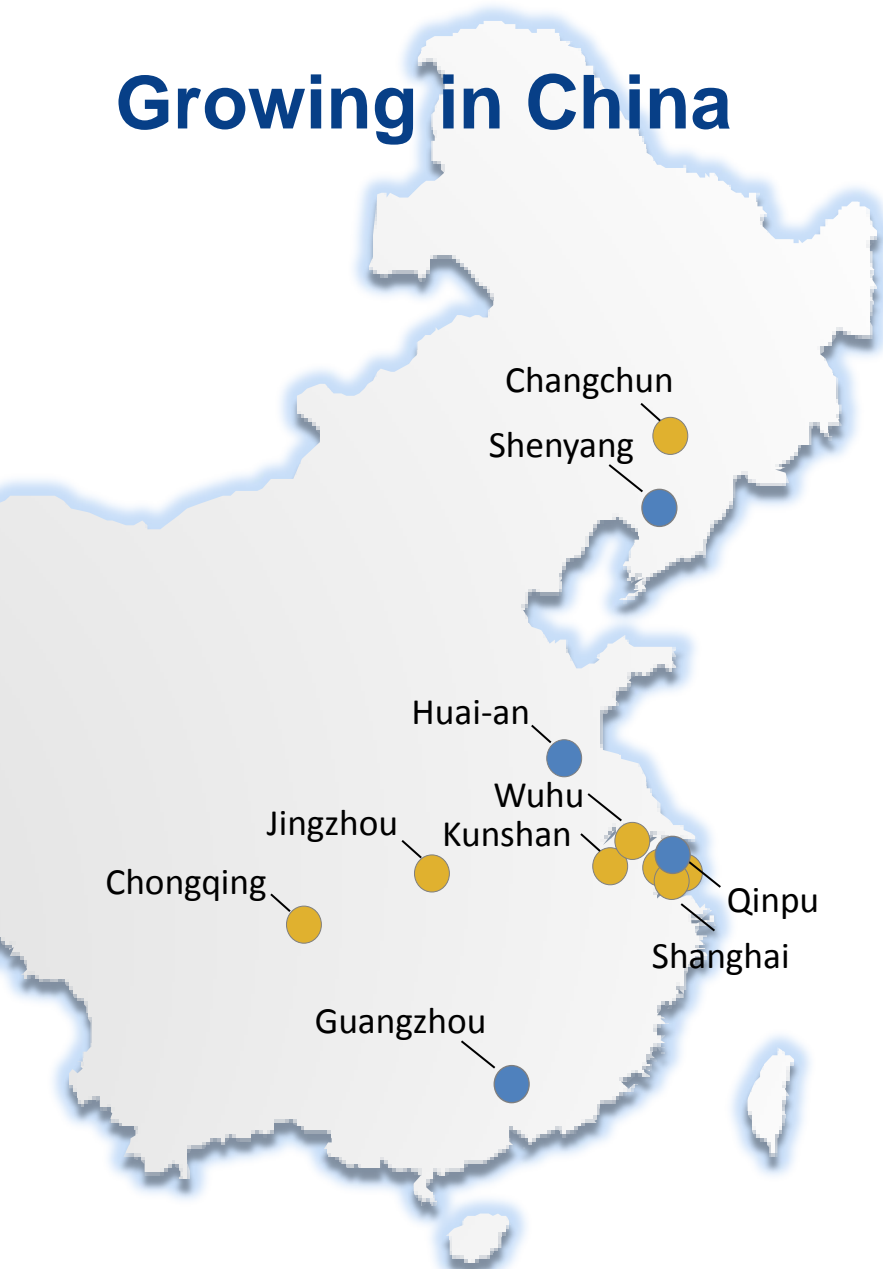 Growing in China
Changchun
Shenyang
Huai-an
Wuhu
Jingzhou
Kunshan
Chongqing
Qinpu
Shanghai
Guangzhou